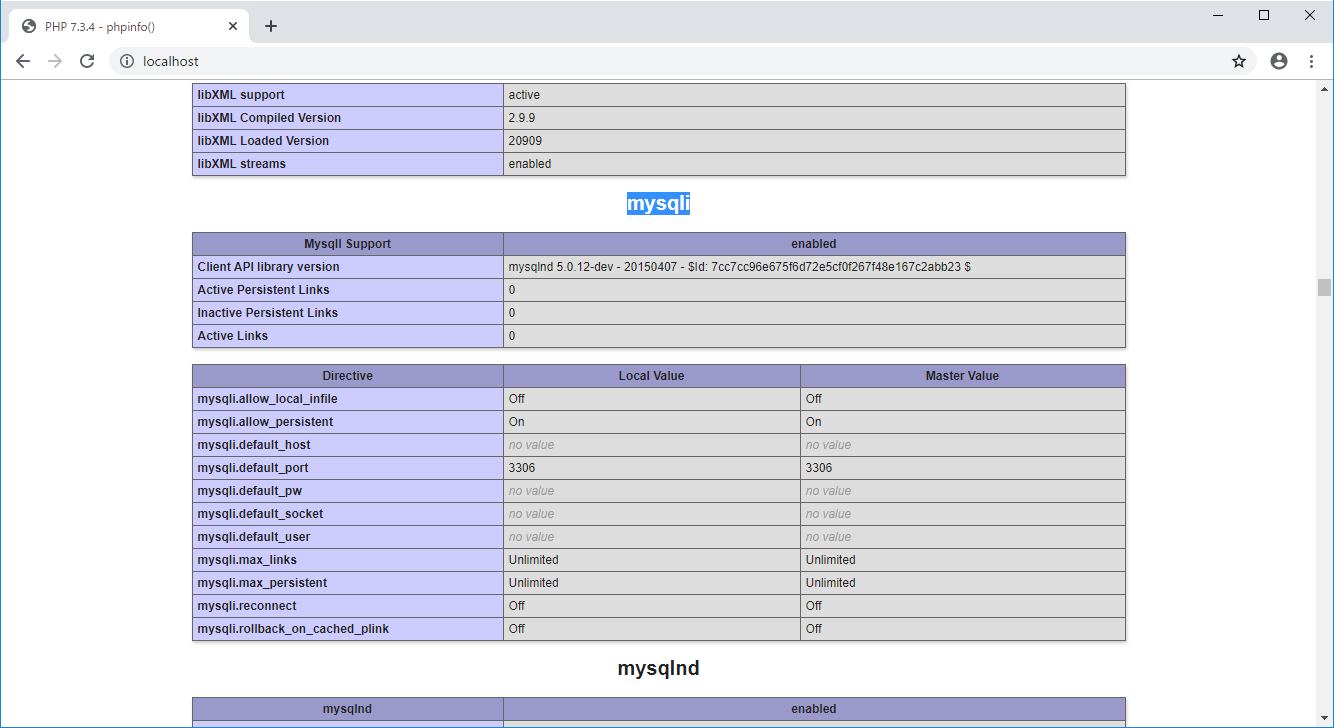 PHP 7.3.4 - phpinfo()
localhost
libXML support active
libXML Compiled Version 2.9.9
libXML Loaded Version 20909
libXML streams enabled
mysqli
MysqlI Support enabled
Client API library version mysqlnd 5.0.12-dev - 20150407 - $Id: 7cc7cc96e675f6d72e5cf0f267f48e167c2abb23 $
Active Persistent Links 0
Inactive Persistent Links 0
Active Links 0
Directive Local Value Master Value
mysqli.allow_local_infile Off Off
mysqli.allow_persistent On On
mysqli.default_host no value no value
mysqli.default_port 3306 3306
mysqli.default_pw no value no value
mysqli.default_socket no value no value
mysqli.default_user no value no value
mysqli.max_links Unlimited Unlimited
mysqli.max_persistent Unlimited Unlimited
mysqli.reconnect Off Off
mysqli.rollback_on_cached_plink Off Off
mysqlnd
mysqlnd enabled